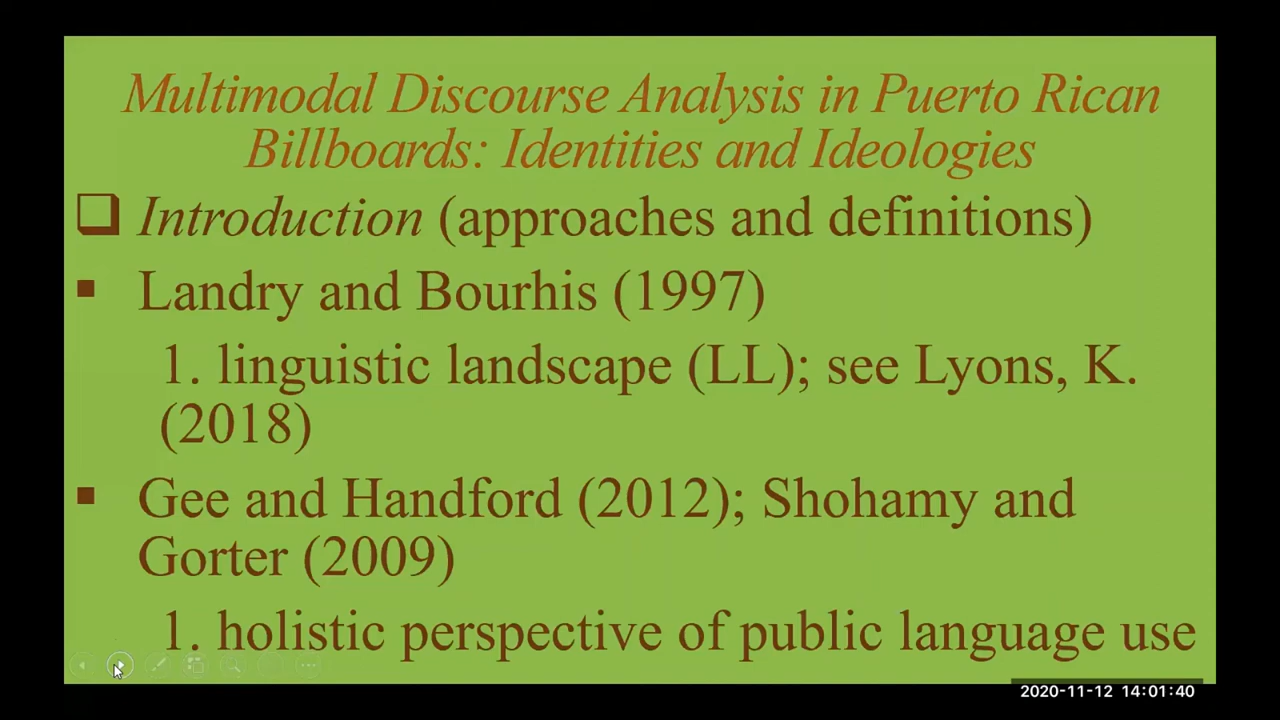 Multimodal Discourse Analysis in Puerto Rican
Billboards: Identities and Ideologies
Introduction (approaches and definitions)
Landry and Bourhis (1997)
1. linguistic landscape (LL); see Lyons, K.
(2018)
Gee and Handford (2012); Shohamy and
Gorter (2009)
1. holistic perspective of public language use
2020-11-12 14:01:40